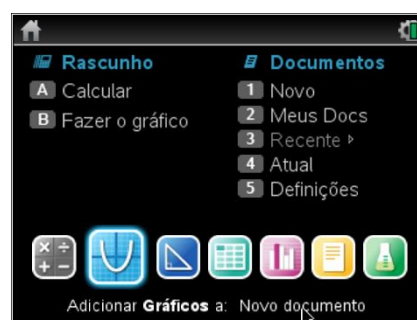 Rascunho
A Calcular
B Fazer o gráfico
Documentos
1 Novo
2 Meus Docs
3 Recente ▸
4 Atual
5 Definições
Adicionar Gráficos a: Novo documento